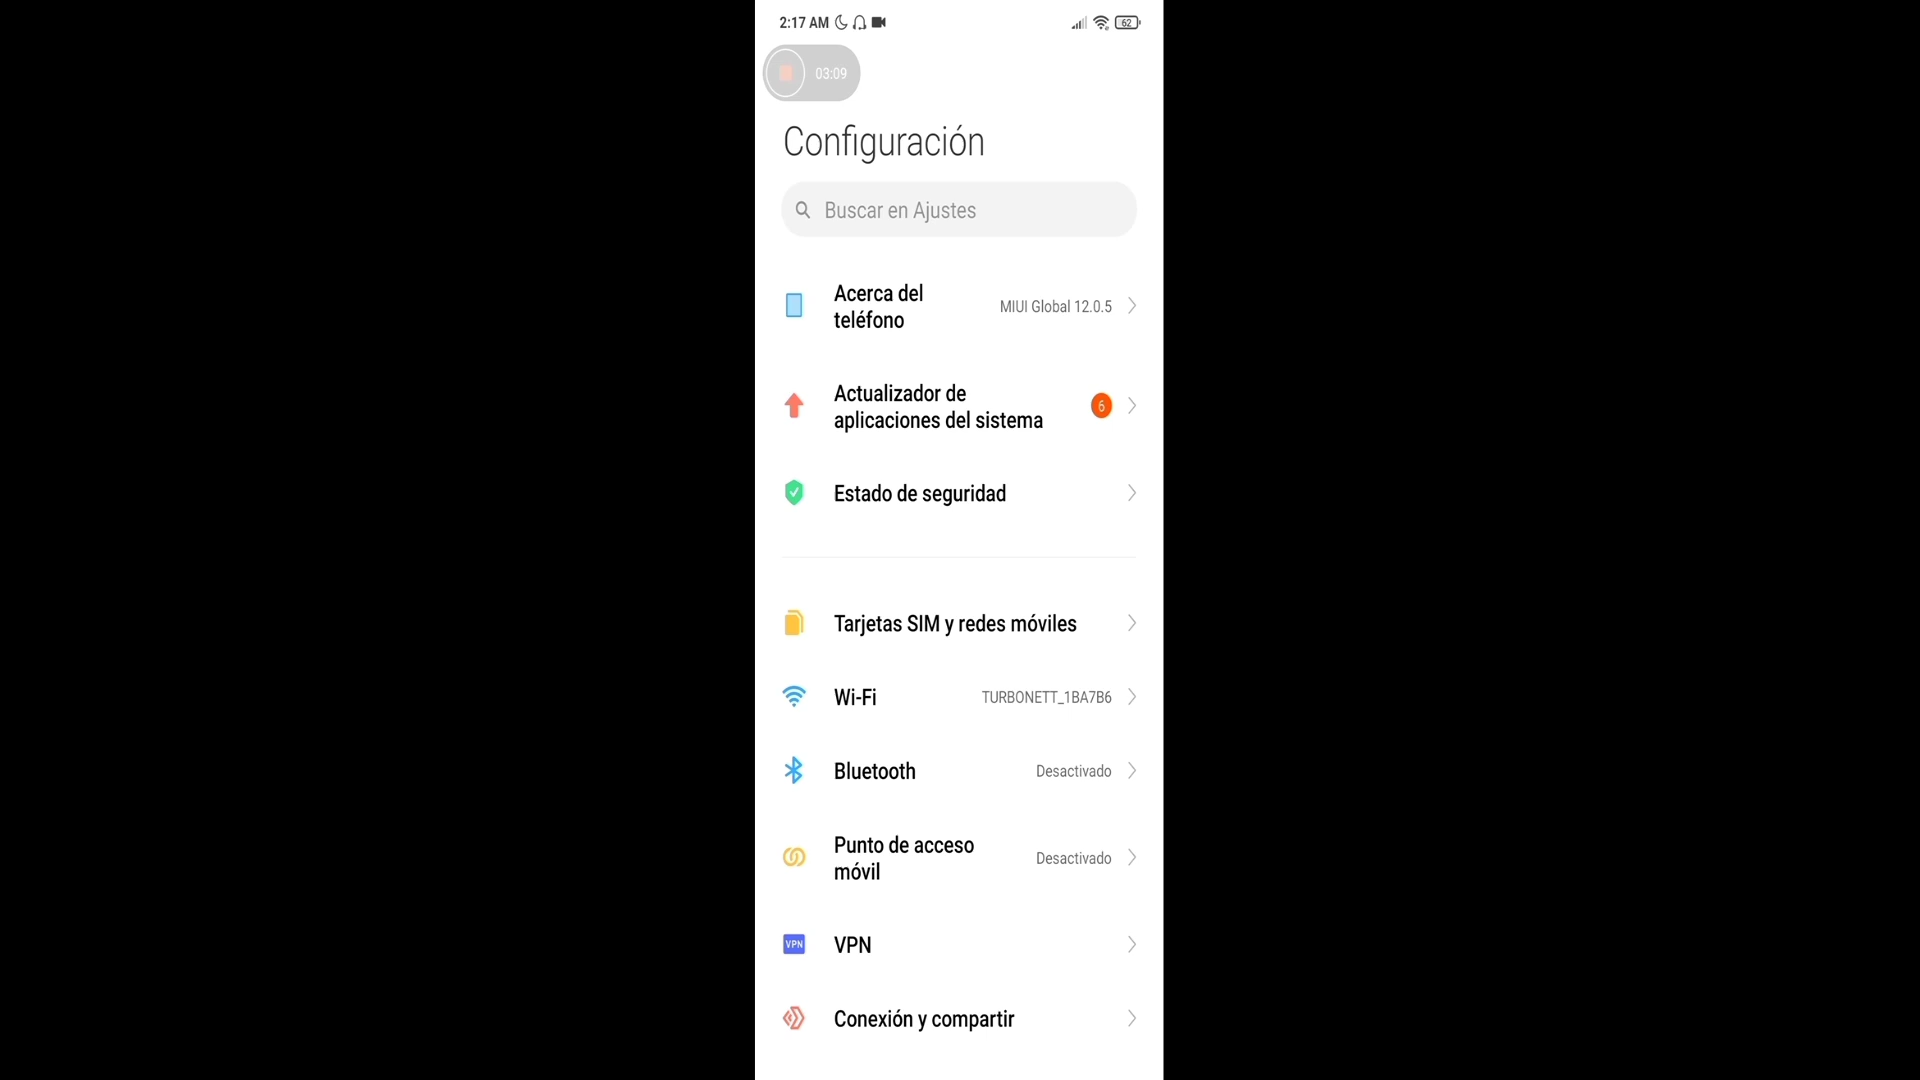 2:17 AM 62
03:09
Configuración
Buscar en Ajustes
Acerca del
teléfono
MIUI Global 12.0.5
Actualizador de
aplicaciones del sistema
6
Estado de seguridad
Tarjetas SIM y redes móviles
Wi-Fi TURBONETT_1BA7B6
Bluetooth Desactivado
Punto de acceso
móvil
Desactivado
VPN VPN
Conexión y compartir